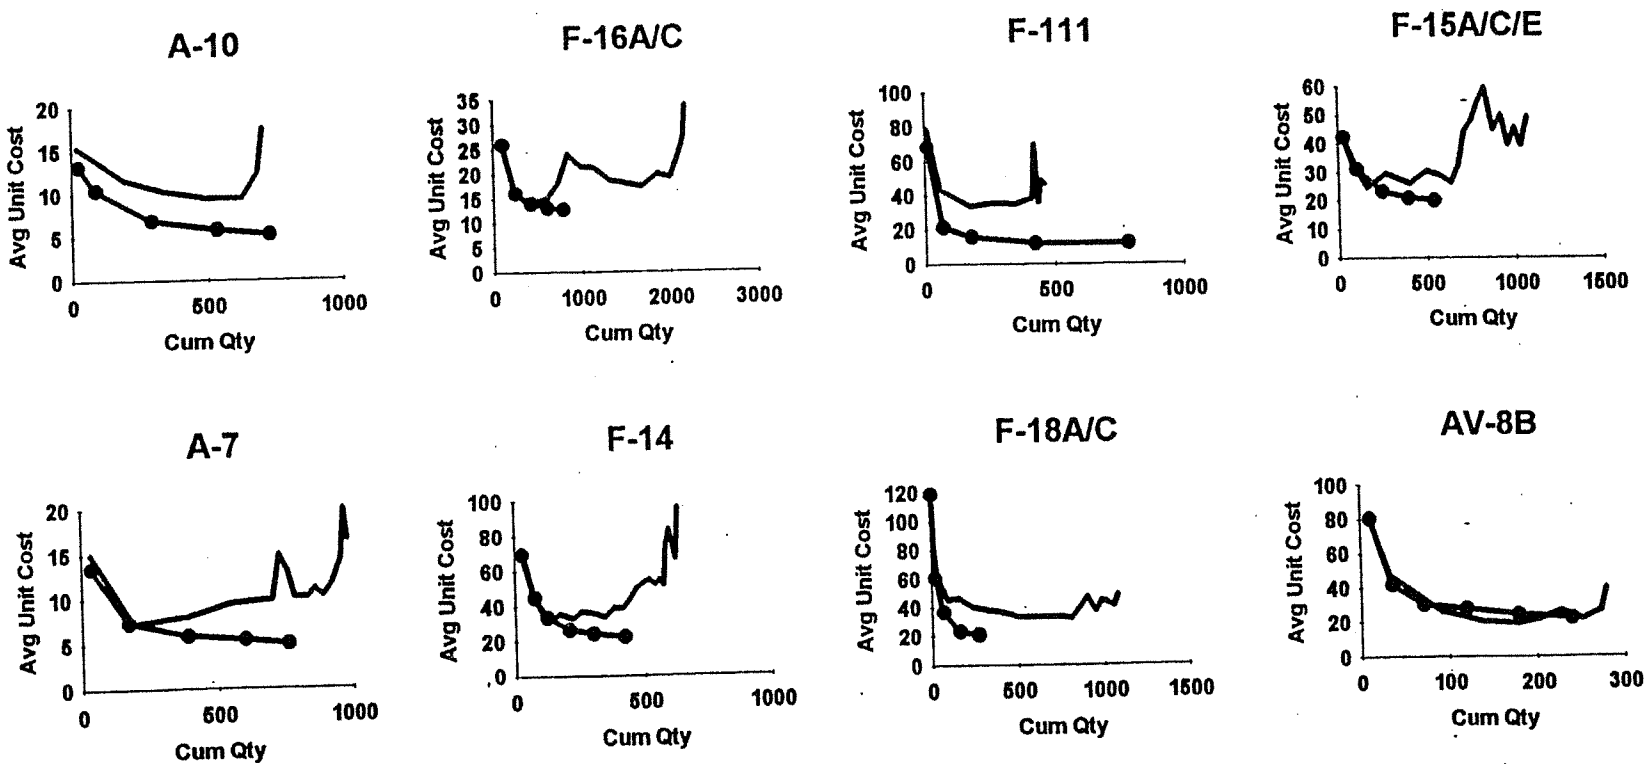 A-10
Avg Unit Cost
20
15
10
5
0
0 500 1000
Cum Qty
F-16A/C
Avg Unit Cost
35
30
25
20
15
10
5
0
0 1000 2000 3000
Cum Qty
F-111
Avg Unit Cost
100
80
60
40
20
0
0 500 1000
Cum Qty
F-15A/C/E
Avg Unit Cost
60
50
40
30
20
10
0
0 500 1000 1500
Cum Qty
A-7
Avg Unit Cost
20
15
10
5
0
0 500 1000
Cum Qty
F-14
Avg Unit Cost
100
80
60
40
20
0
0 500 1000
Cum Qty
F-18A/C
Avg Unit Cost
120
100
80
60
40
20
0
0 500 1000 1500
Cum Qty
AV-8B
Avg Unit Cost
100
80
60
40
20
0
0 100 200 300
Cum Qty